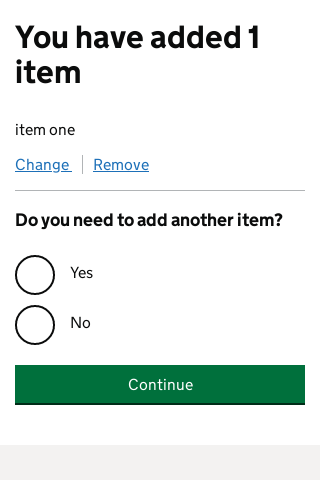 You have added 1
item
item one
Change Remove
Do you need to add another item?
Yes
No
Continue